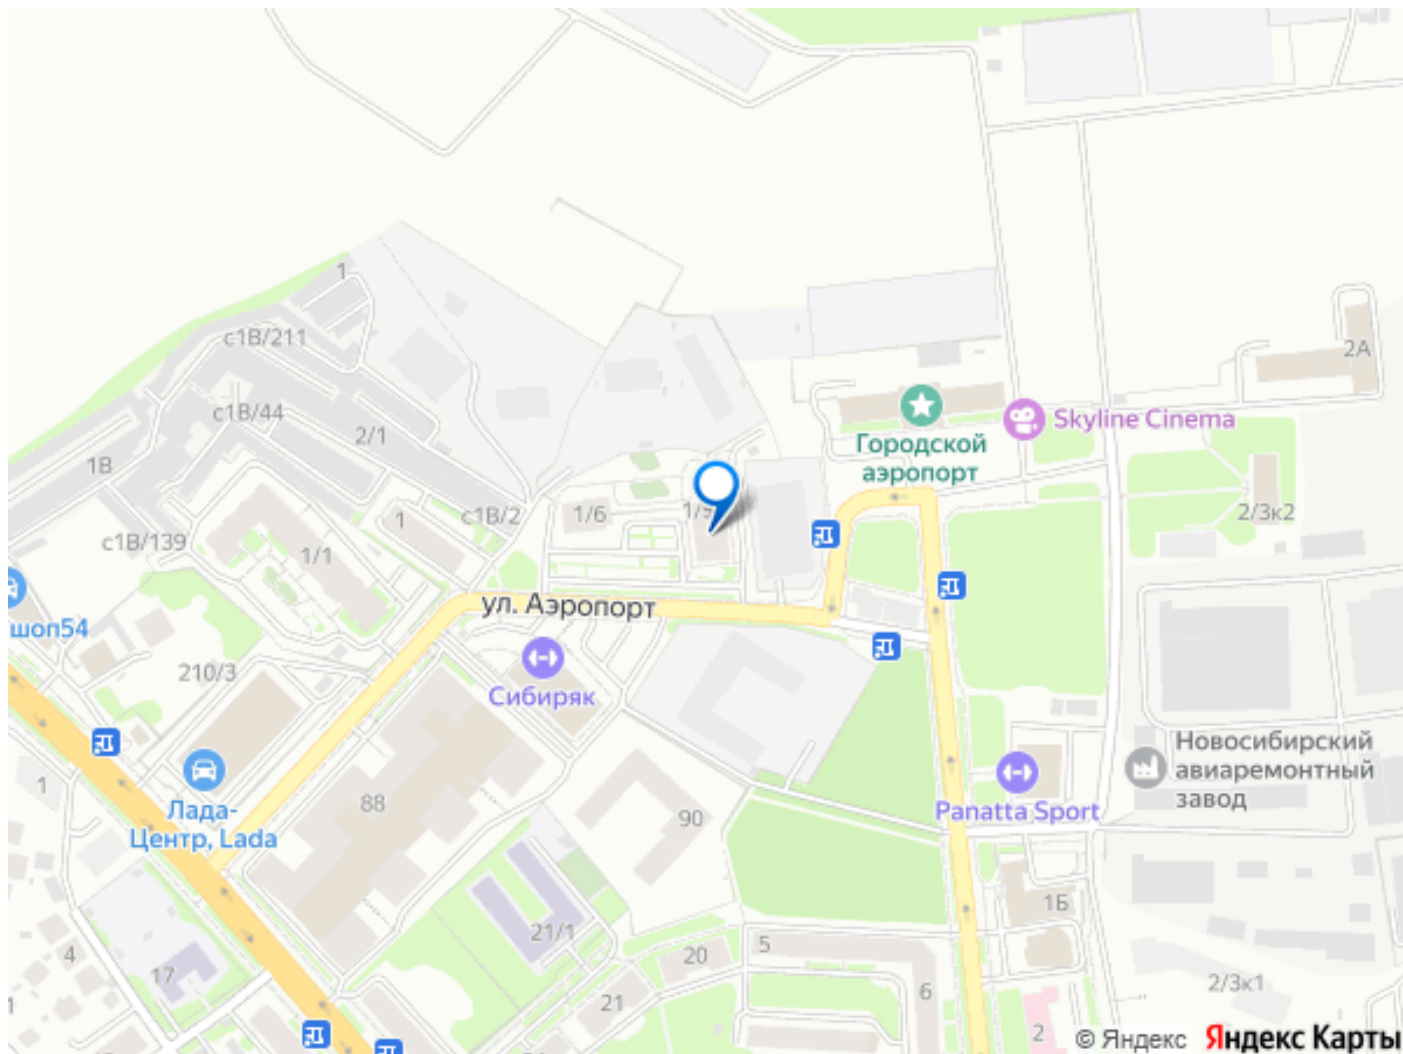 1
с1В/211
2А
с1В/44
Skyline Cinema
2/1
Городской
аэропорт
1В
1/6
с1В/2
1
2/3к2
с1В/139
1/1
ул. Аэропорт
шоп54
210/3
Сибиряк
Новосибирский
авиаремонтный
завод
1
88
Лада-
Центр, Lada
90
Panatta Sport
1Б
21/1
4
20
5
17
6
2/3к1
21
2
© Яндекс Яндекс Карты